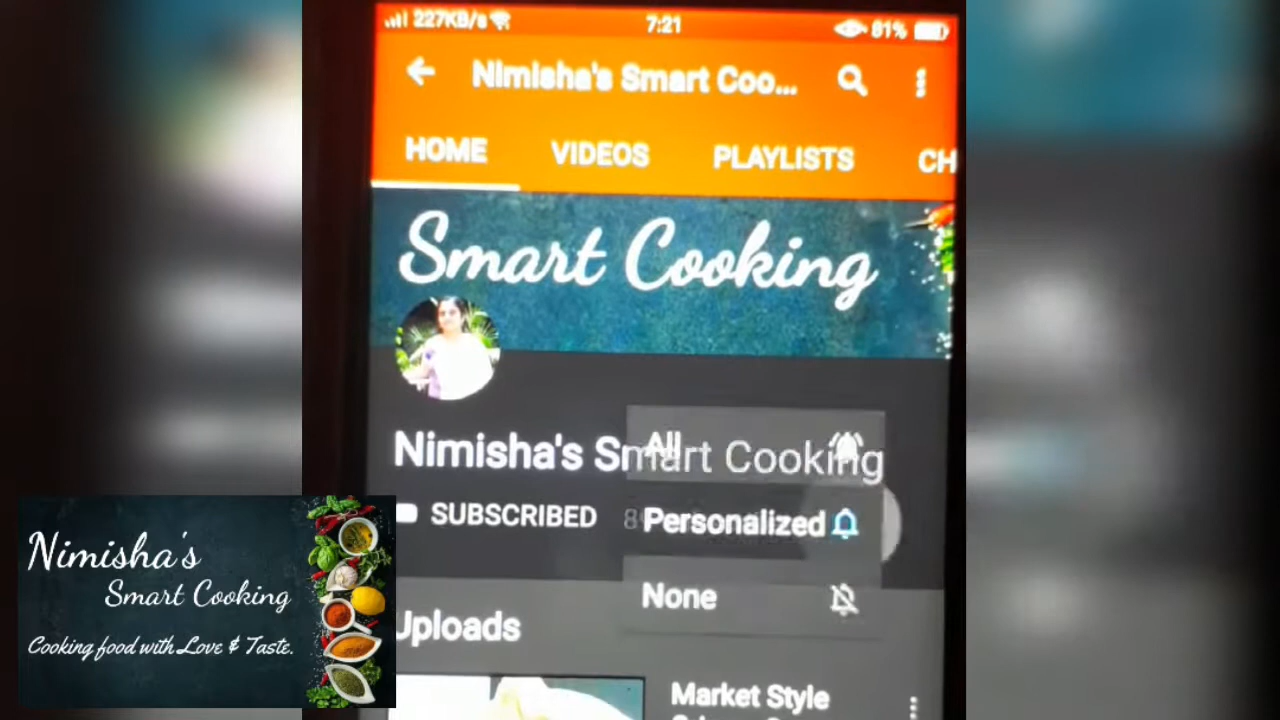 227KB/s 7:21 81%
Nimisha's Smart Coo...
HOME VIDEOS PLAYLISTS CH
Smart Cooking
Nimisha's Smart Cooking
All
SUBSCRIBED
Personalized
None
Uploads
Market Style
Nimisha's
Smart Cooking
Cooking food with Love & Taste.